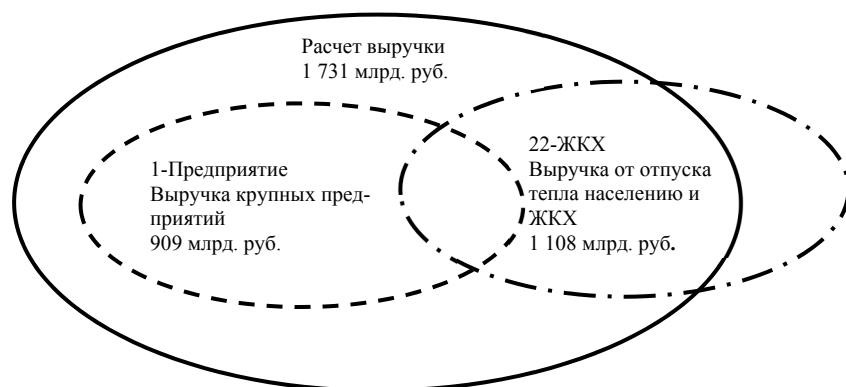 Расчет выручки
1 731 млрд. руб.
1-Предприятие
Выручка крупных пред-
приятий
909 млрд. руб.
22-ЖКХ
Выручка от отпуска
тепла населению и
ЖКХ
1 108 млрд. руб.